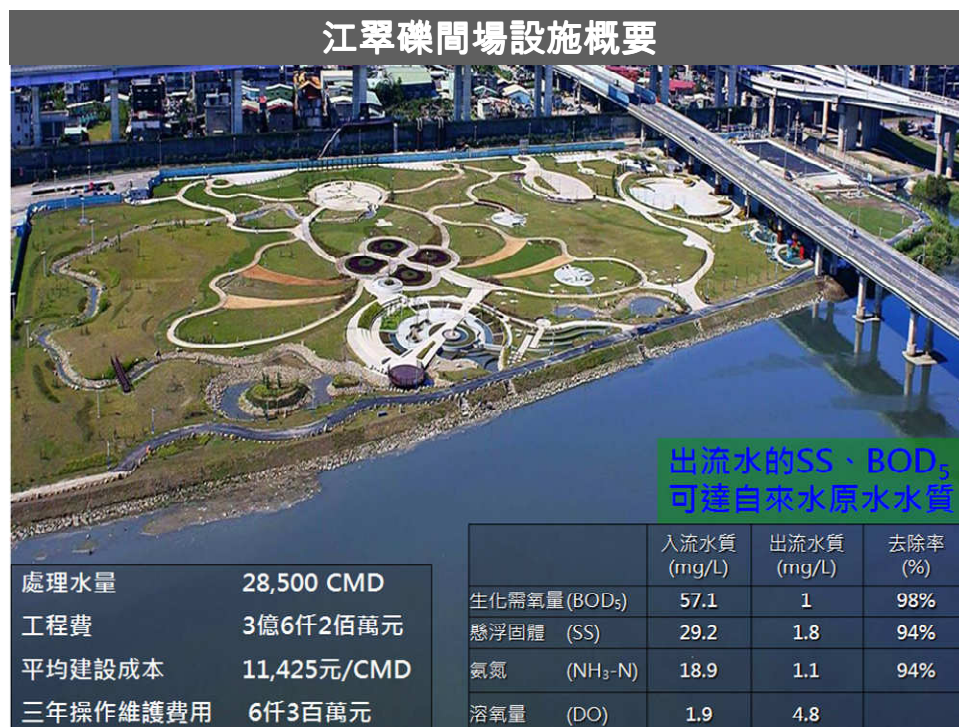 江翠礫間場設施概要
出流水的SS、BOD₅
可達自來水原水水質
處理水量 28,500 CMD
工程費 3億6仟2佰萬元
平均建設成本 11,425元/CMD
三年操作維護費用 6仟3百萬元
入流水質 (mg/L) 出流水質 (mg/L) 去除率 (%)
生化需氧量(BOD₅) 57.1 1 98%
懸浮固體 (SS) 29.2 1.8 94%
氨氮 (NH₃-N) 18.9 1.1 94%
溶氧量 (DO) 1.9 4.8